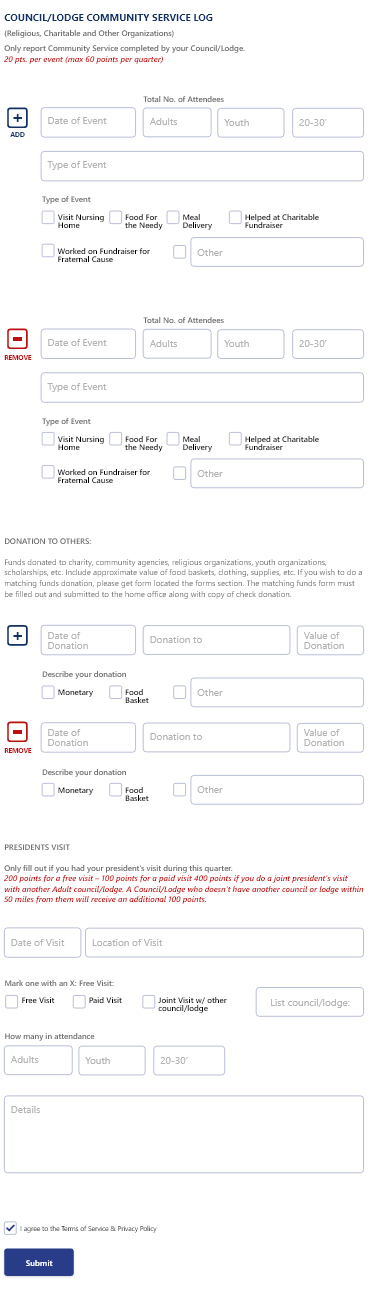 COUNCIL/LODGE COMMUNITY SERVICE LOG
(Religious, Charitable and Other Organizations)
Only report Community Service completed by your Council/Lodge.
20 pts. per event (max 60 points per quarter)
Total No. of Attendees
ADD
Date of Event
Adults
Youth
20-30'
Type of Event
Type of Event
Visit Nursing
Home
Food For
the Needy
Meal
Delivery
Helped at Charitable
Fundraiser
Worked on Fundraiser for
Fraternal Cause
Other
Total No. of Attendees
REMOVE
Date of Event
Adults
Youth
20-30'
Type of Event
Type of Event
Visit Nursing
Home
Food For
the Needy
Meal
Delivery
Helped at Charitable
Fundraiser
Worked on Fundraiser for
Fraternal Cause
Other
DONATION TO OTHERS:
Funds donated to charity, community agencies, religious organizations, youth organizations,
scholarships, etc. Include approximate value of food baskets, clothing, supplies, etc. If you wish to do a
matching funds donation, please get form located the forms section. The matching funds form must
be filled out and submitted to the home office along with copy of check donation.
Date of
Donation
Donation to
Value of
Donation
Describe your donation
Monetary
Food
Basket
Other
REMOVE
Date of
Donation
Donation to
Value of
Donation
Describe your donation
Monetary
Food
Basket
Other
PRESIDENTS VISIT
Only fill out if you had your president's visit during this quarter.
200 points for a free visit – 100 points for a paid visit 400 points if you do a joint president's visit
with another Adult council/lodge. A Council/Lodge who doesn't have another council or lodge within
50 miles from them will receive an additional 100 points.
Date of Visit
Location of Visit
Mark one with an X: Free Visit:
Free Visit
Paid Visit
Joint Visit w/ other
council/lodge
List council/lodge:
How many in attendance
Adults
Youth
20-30'
Details
I agree to the Terms of Service & Privacy Policy
Submit